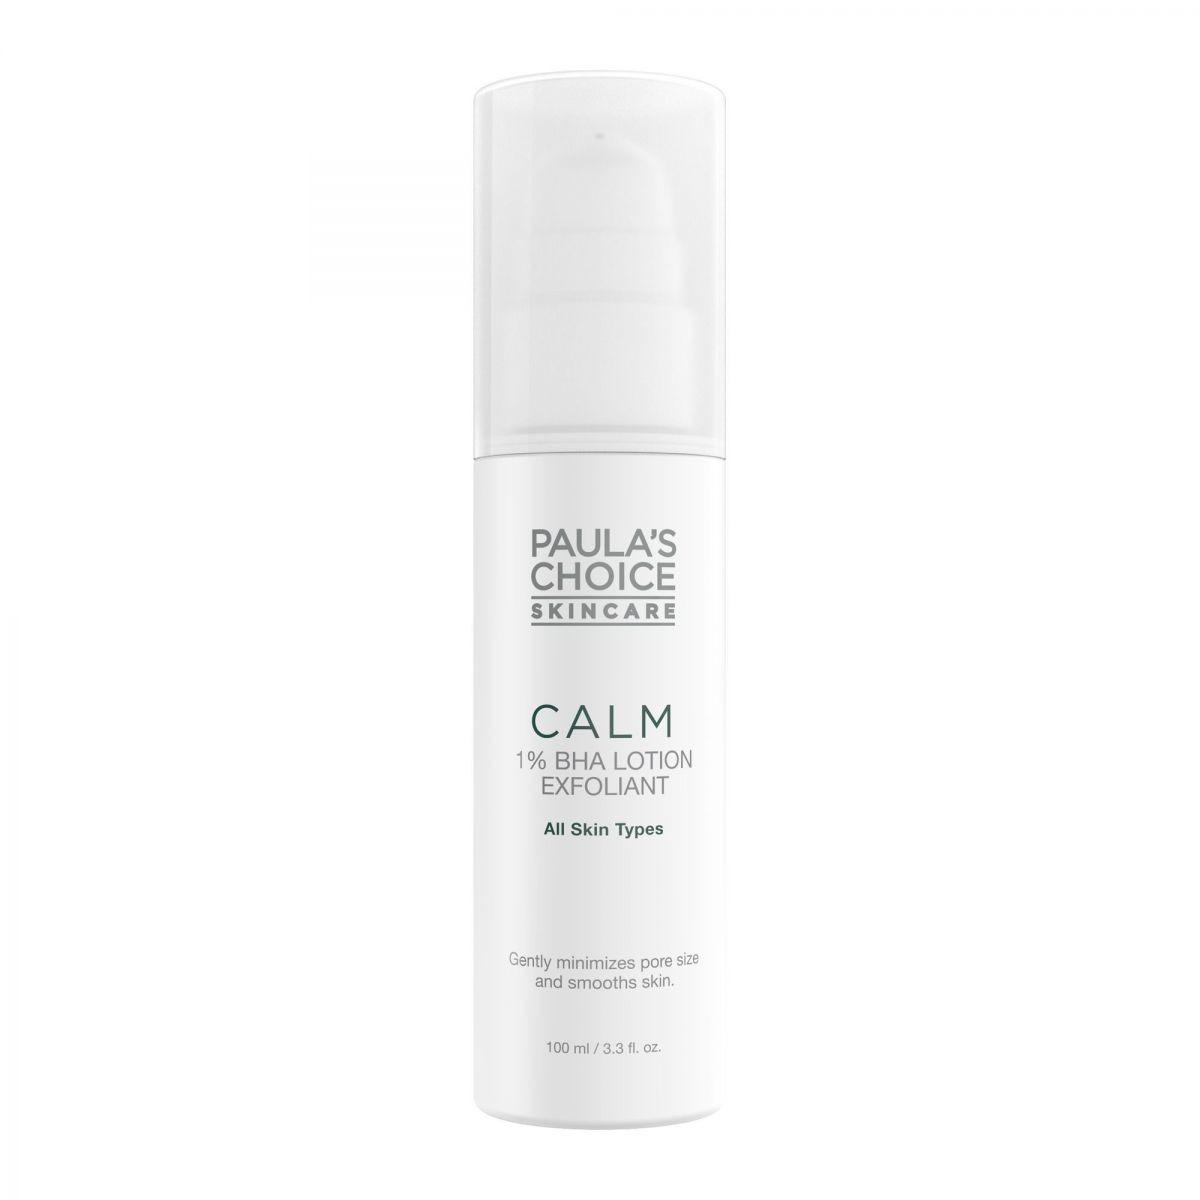 PAULA'S
CHOICE
SKINCARE
CALM
1% BHA LOTION
EXFOLIANT
All Skin Types
Gently minimizes pore size
and smooths skin.
100 ml / 3.3 fl. oz.